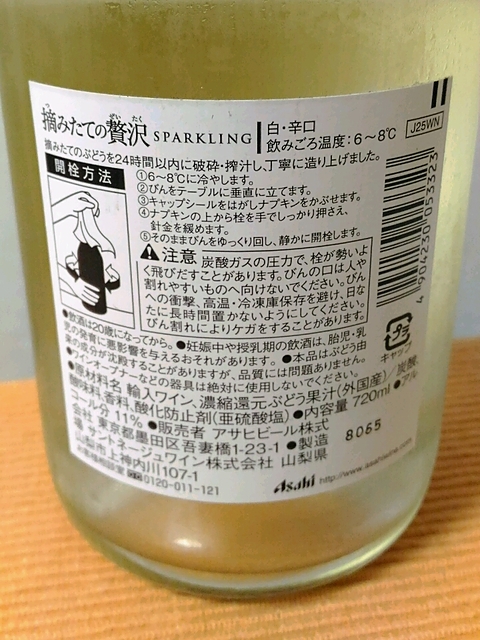 摘みたての贅沢 SPARKLING
つ ぜい たく
白・辛口
飲みごろ温度：6～8℃
J25WN
摘みたてのぶどうを24時間以内に破砕・搾汁し、丁寧に造り上げました。
開栓方法
①6～8℃に冷やします。
②びんをテーブルに垂直に立てます。
③キャップシールをはがしナプキンをかぶせます。
④ナプキンの上から栓を手でしっかり押さえ、
針金を緩めます。
⑤そのままびんをゆっくり回し、静かに開栓します。
注意 炭酸ガスの圧力で、栓が勢いよ
く飛びだすことがあります。びんの口は人や
割れやすいものへ向けないでください。びん
への衝撃、高温・冷凍庫保存を避け、日な
たに長時間置かないようにしてください。
びん割れによりケガをすることがあります。
4 904230 053323
プラ
キャップ
●飲酒は20歳になってから。●妊娠中や授乳期の飲酒は、胎児・乳
児の発育に悪影響を与えるおそれがあります。●本品はぶどう由
来の成分が沈殿することがありますが、品質には問題ありません。
●ワインオープナーなどの器具は絶対に使用しないでください。
●原材料名 輸入ワイン、濃縮還元ぶどう果汁（外国産）／炭酸、
酸味料、香料、酸化防止剤（亜硫酸塩）●内容量 720ml ●アル
コール分 11% ●販売者 アサヒビール株式
会社 東京都墨田区吾妻橋1-23-1 ●製造
場 サントネージュワイン株式会社 山梨県
山梨市上神内川107-1
お客様相談室 0120-011-121
8065
Asahi http://www.asahiwine.com